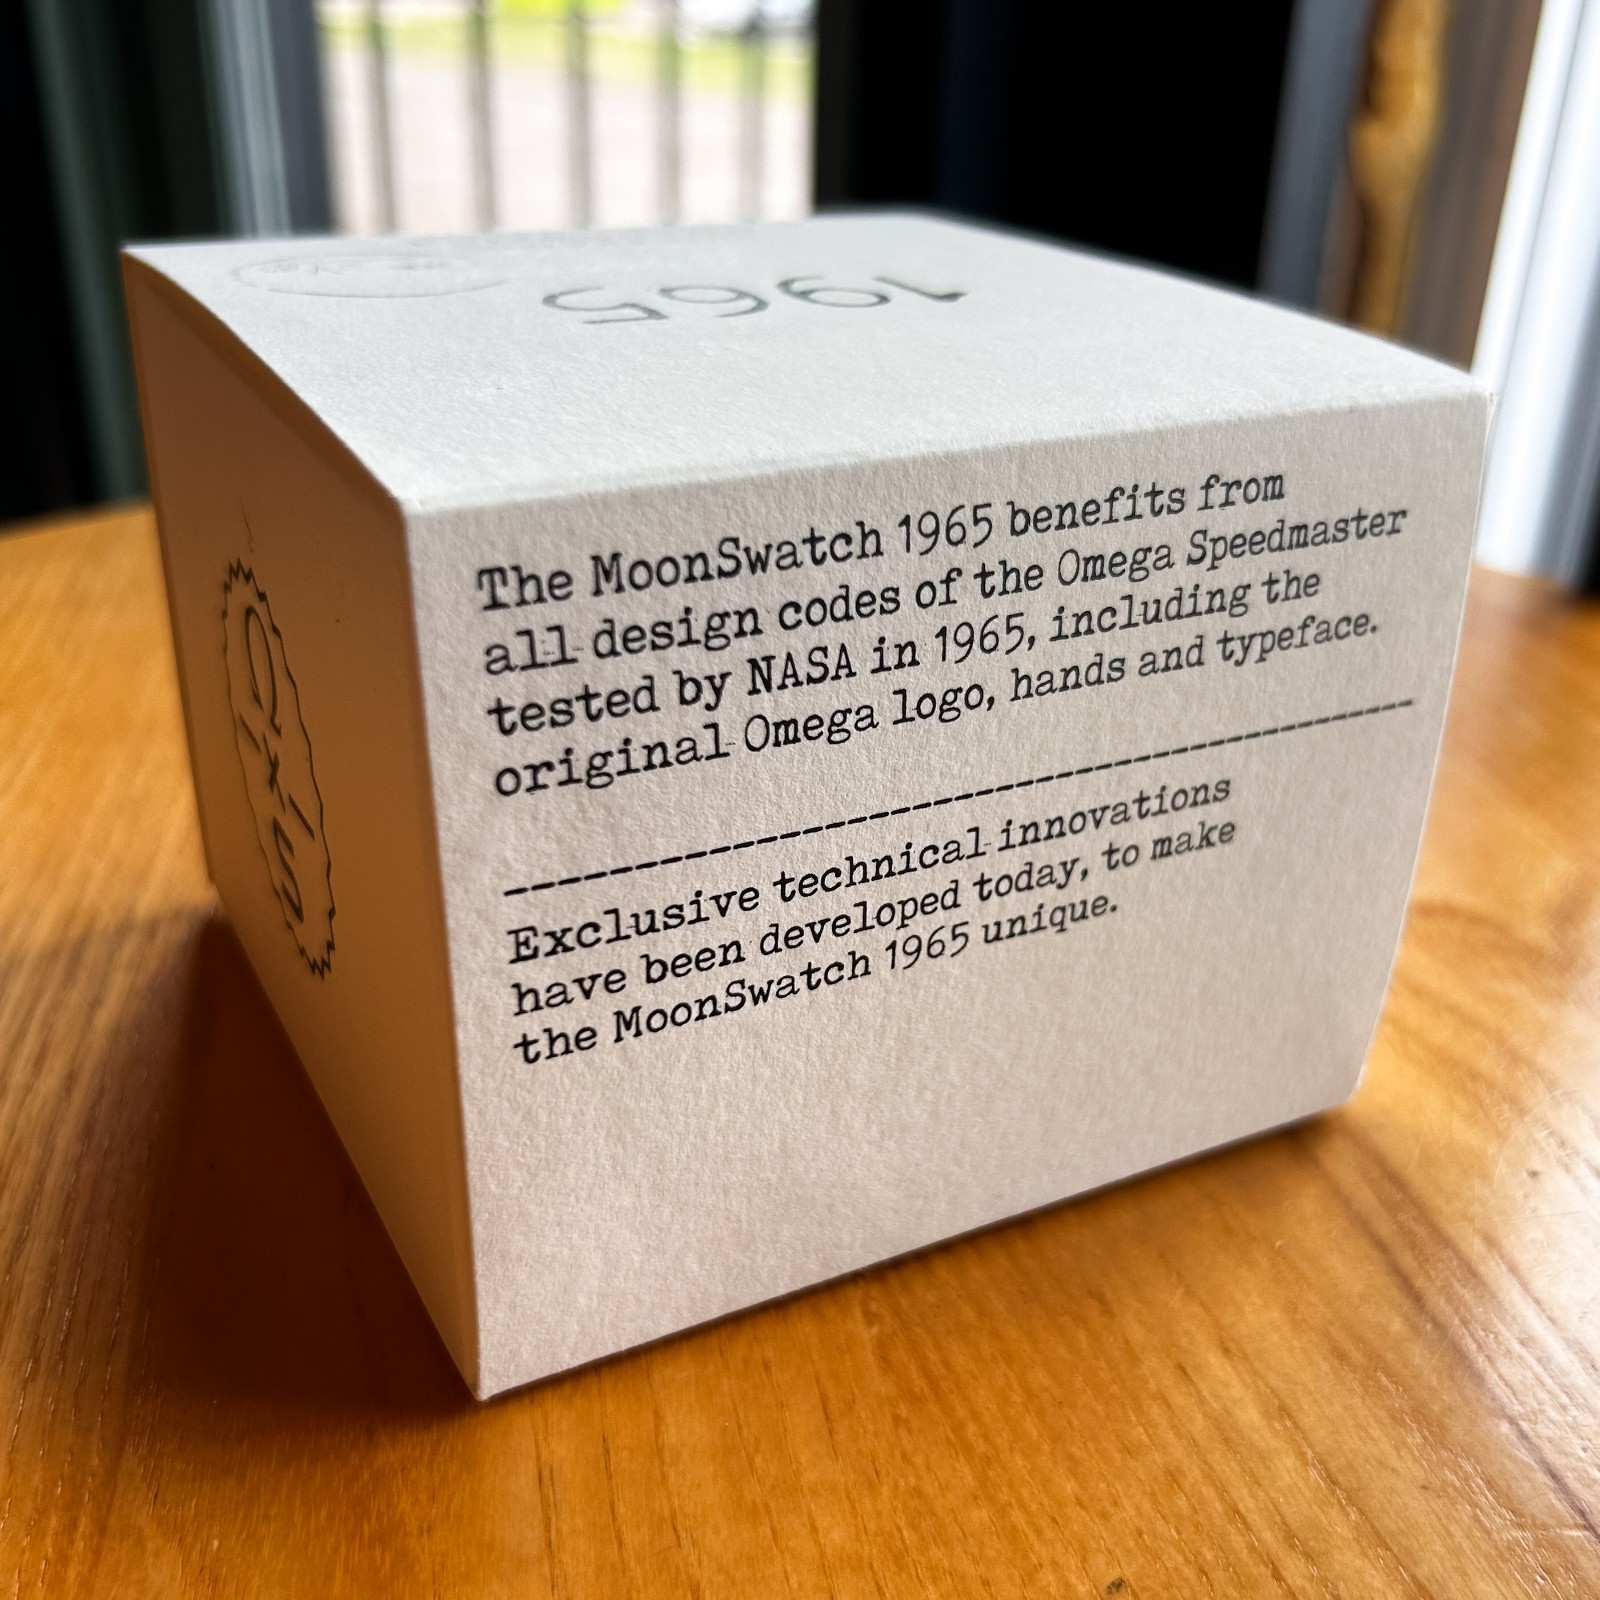 1965
The MoonSwatch 1965 benefits from
all design codes of the Omega Speedmaster
tested by NASA in 1965, including the
original Omega logo, hands and typeface.
Exclusive technical innovations
have been developed today, to make
the MoonSwatch 1965 unique.